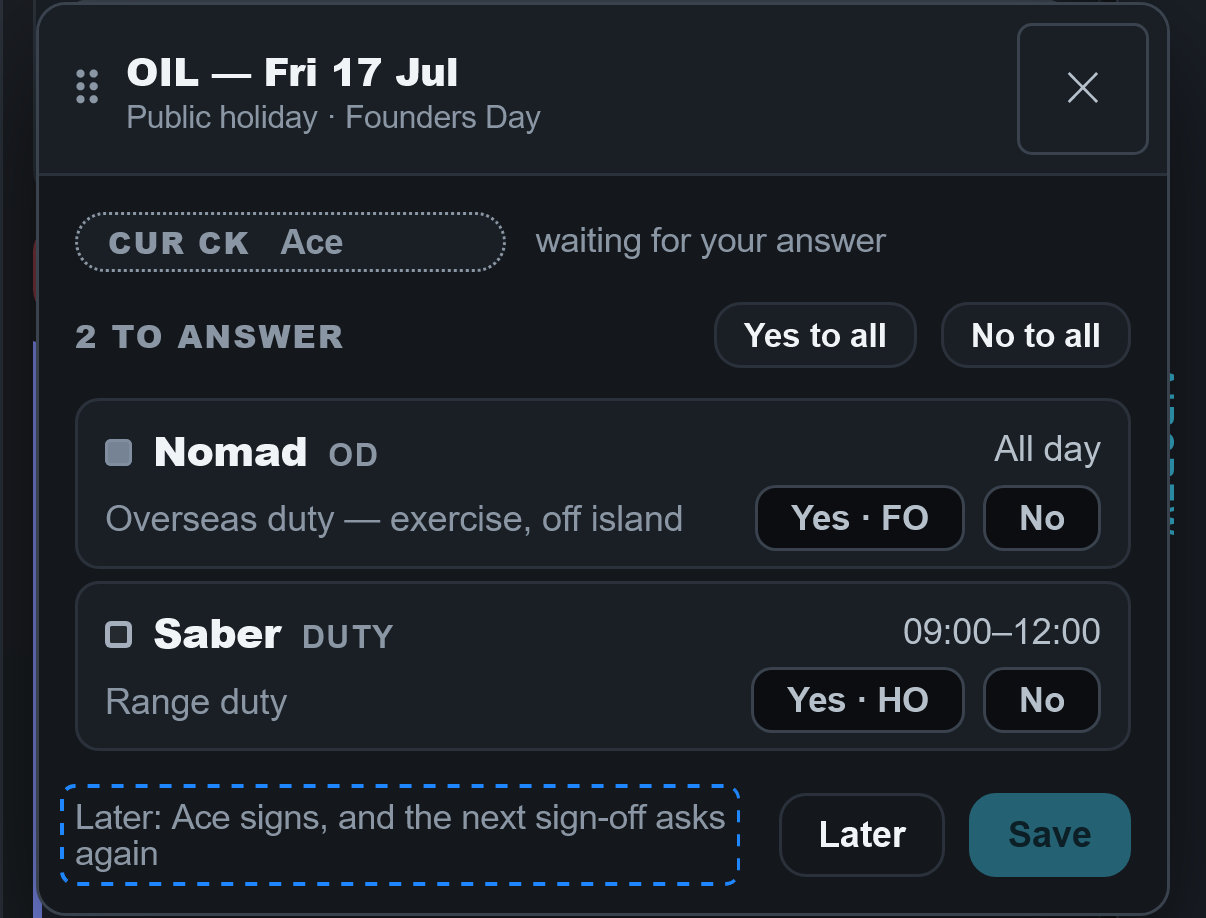 OIL — Fri 17 Jul
Public holiday · Founders Day
CUR CK Ace
waiting for your answer
2 TO ANSWER
Yes to all
No to all
Nomad OD
All day
Overseas duty — exercise, off island
Yes · FO
No
Saber DUTY
09:00–12:00
Range duty
Yes · HO
No
Later: Ace signs, and the next sign-off asks
again
Later
Save